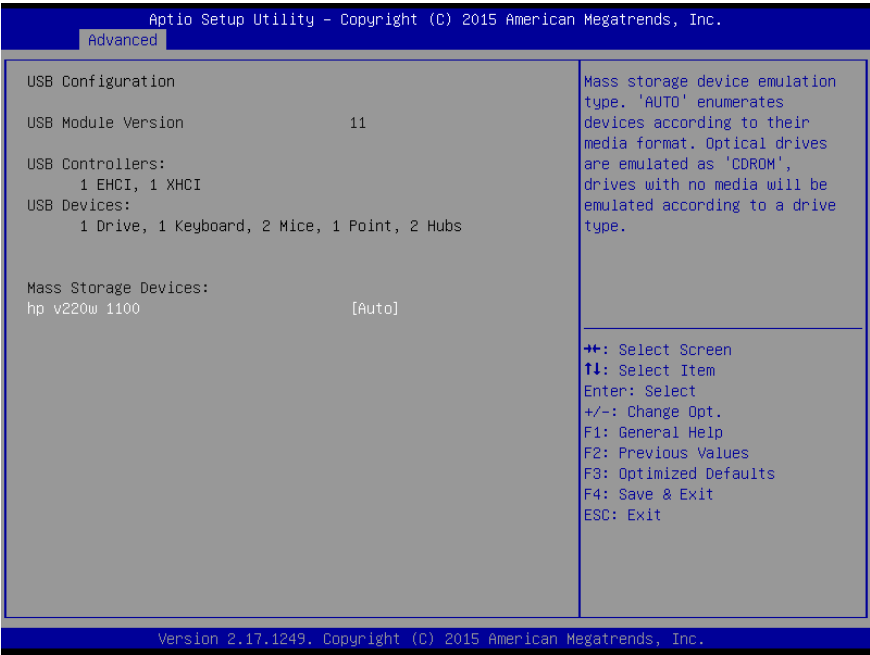 Aptio Setup Utility – Copyright (C) 2015 American Megatrends, Inc.
Advanced
USB Configuration
USB Module Version 11
USB Controllers:
1 EHCI, 1 XHCI
USB Devices:
1 Drive, 1 Keyboard, 2 Mice, 1 Point, 2 Hubs
Mass Storage Devices:
hp v220w 1100 [Auto]
Mass storage device emulation
type. 'AUTO' enumerates
devices according to their
media format. Optical drives
are emulated as 'CDROM',
drives with no media will be
emulated according to a drive
type.
→←: Select Screen
↑↓: Select Item
Enter: Select
+/-: Change Opt.
F1: General Help
F2: Previous Values
F3: Optimized Defaults
F4: Save & Exit
ESC: Exit
Version 2.17.1249. Copyright (C) 2015 American Megatrends, Inc.